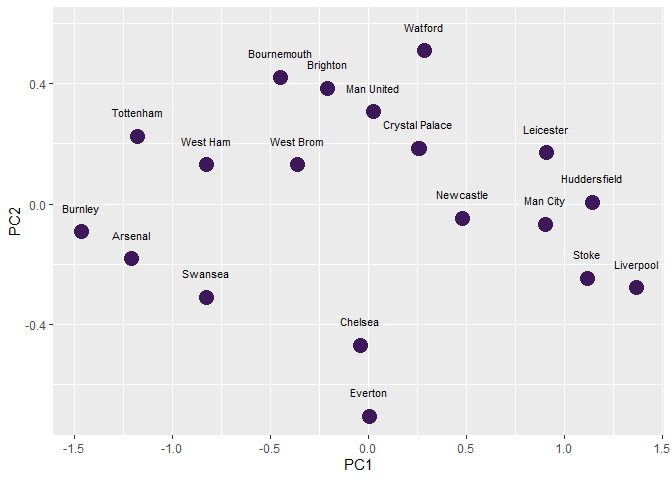 Watford
Bournemouth
Brighton
Man United
Tottenham
Crystal Palace
West Ham
West Brom
Leicester
Huddersfield
Newcastle
Man City
Burnley
Arsenal
Swansea
Stoke
Liverpool
Chelsea
Everton
0.4
0.0
-0.4
PC2
-1.5
-1.0
-0.5
0.0
0.5
1.0
1.5
PC1